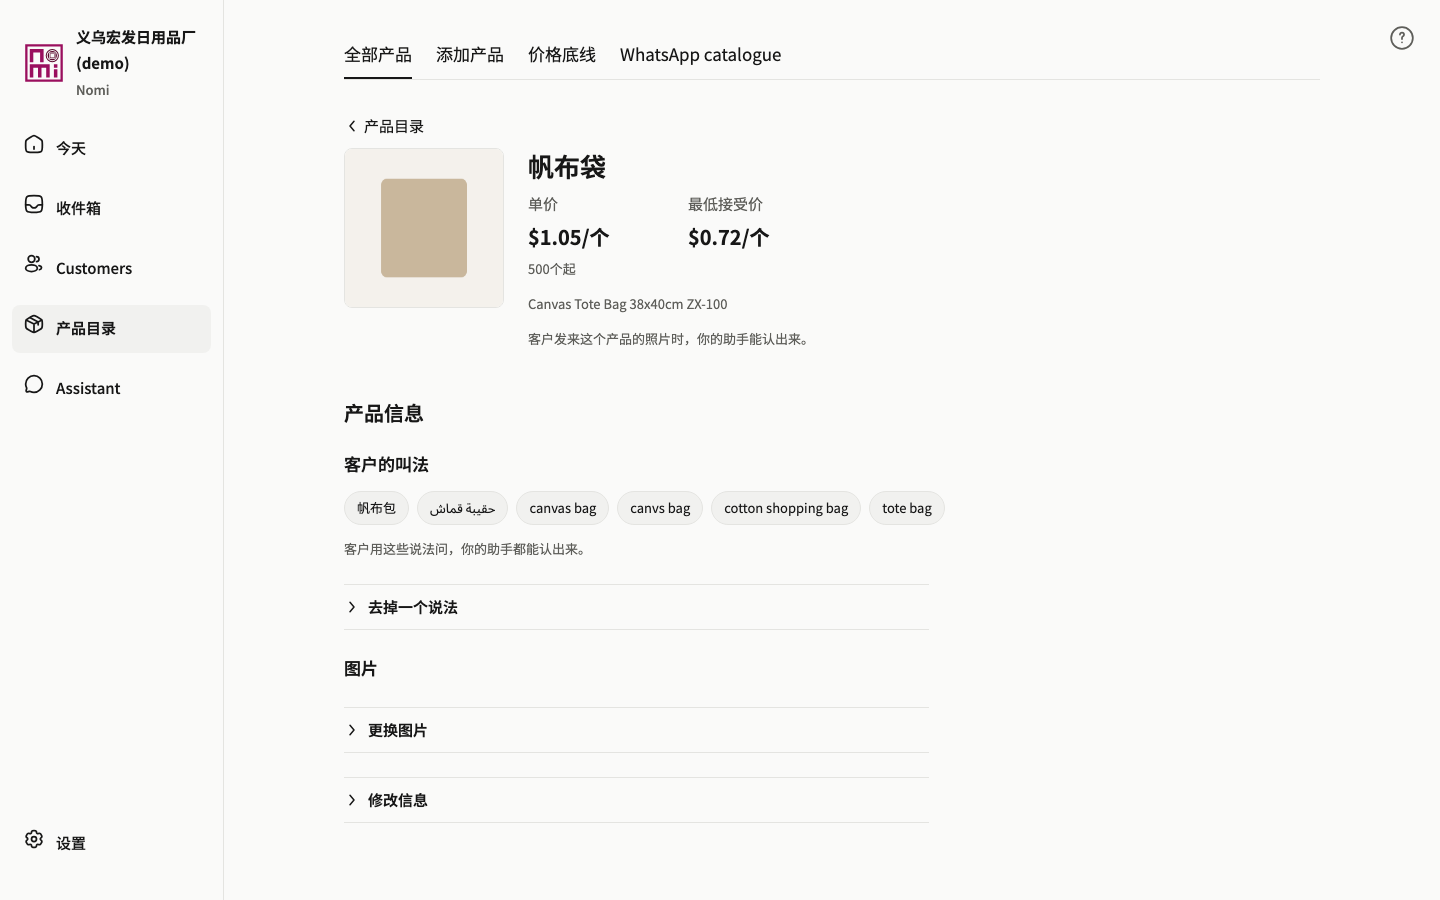 义乌宏发日用品厂
(demo)
Nomi
今天
收件箱
Customers
产品目录
Assistant
设置
全部产品 添加产品 价格底线 WhatsApp catalogue
产品目录
帆布袋
单价 最低接受价
$1.05/个 $0.72/个
500个起
Canvas Tote Bag 38x40cm ZX-100
客户发来这个产品的照片时，你的助手能认出来。
产品信息
客户的叫法
帆布包 حقيبة قماش canvas bag canvs bag cotton shopping bag tote bag
客户用这些说法问，你的助手都能认出来。
去掉一个说法
图片
更换图片
修改信息